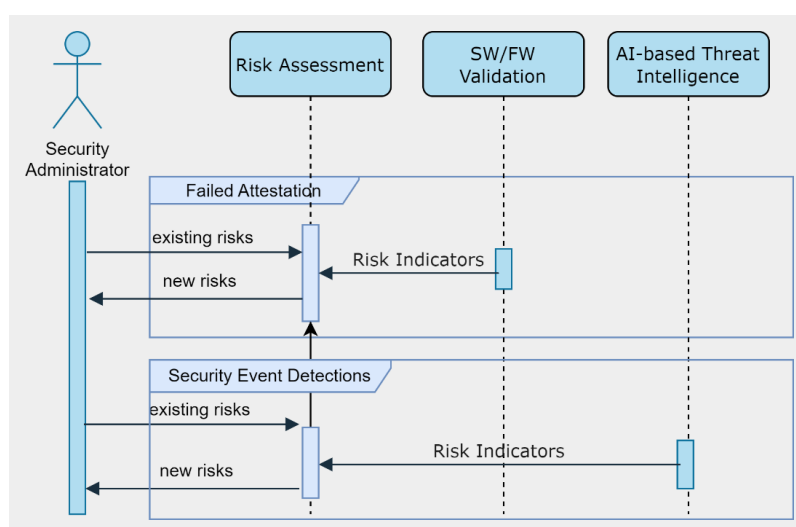 Risk Assessment
SW/FW
Validation
AI-based Threat
Intelligence
Security
Administrator
Failed Attestation
existing risks
Risk Indicators
new risks
Security Event Detections
existing risks
Risk Indicators
new risks